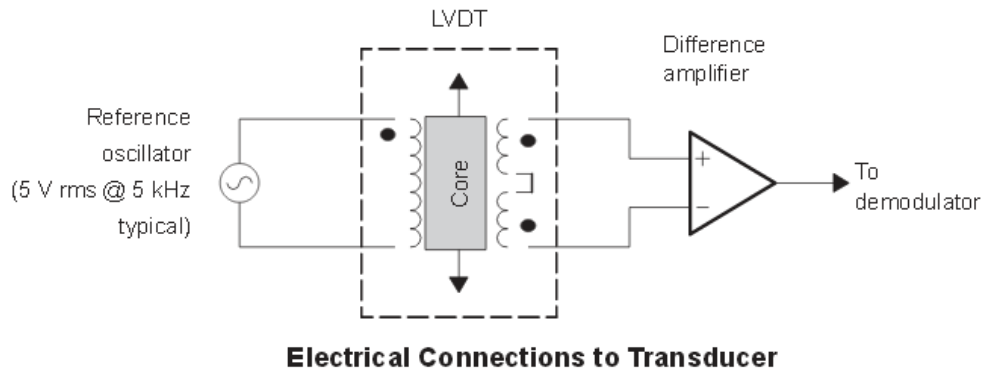 LVDT
Difference
amplifier
Reference
oscillator
(5 V rms @ 5 kHz
typical)
Core
+
−
To
demodulator
Electrical Connections to Transducer